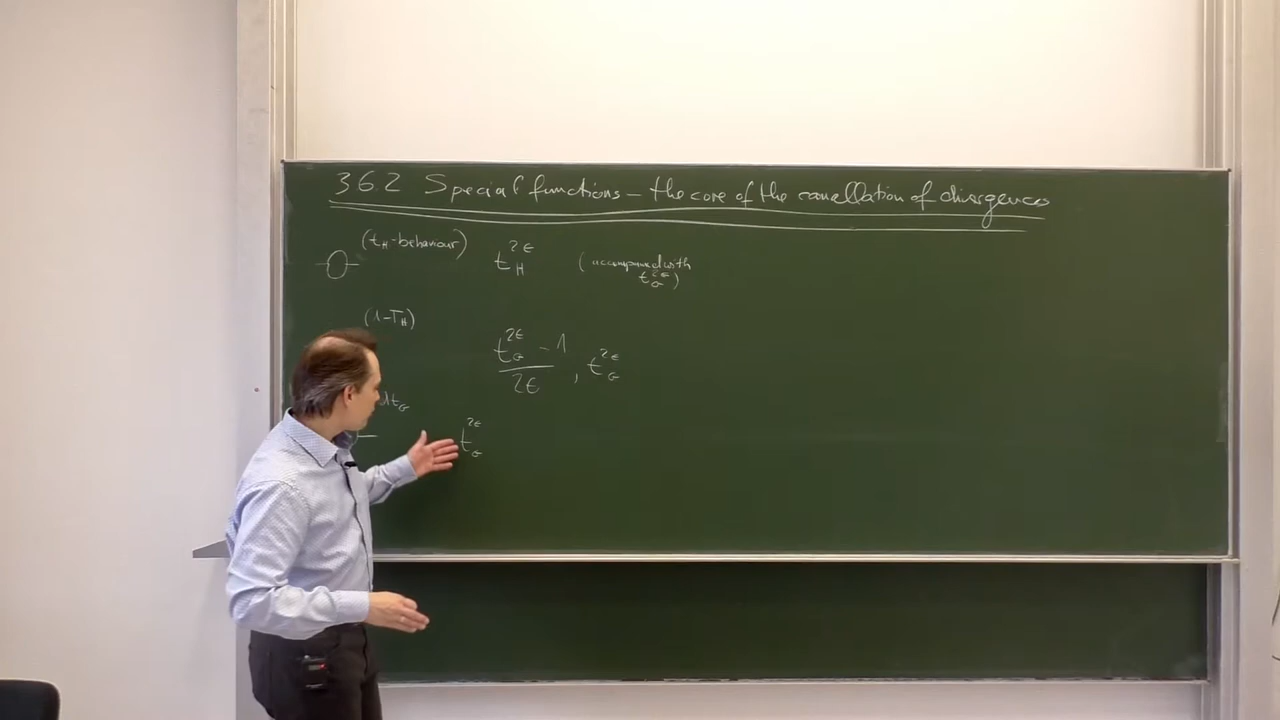 3 6 2 Special functions – the core of the cancellation of divergences
(t_H-behaviour) t_H^{2ε} (accompanied with
t_G^{2ε})
(1-T_H)
\frac{t_G^{2ε} - 1}{2ε} , t_G^{2ε}
t_G
t_G^{2ε}